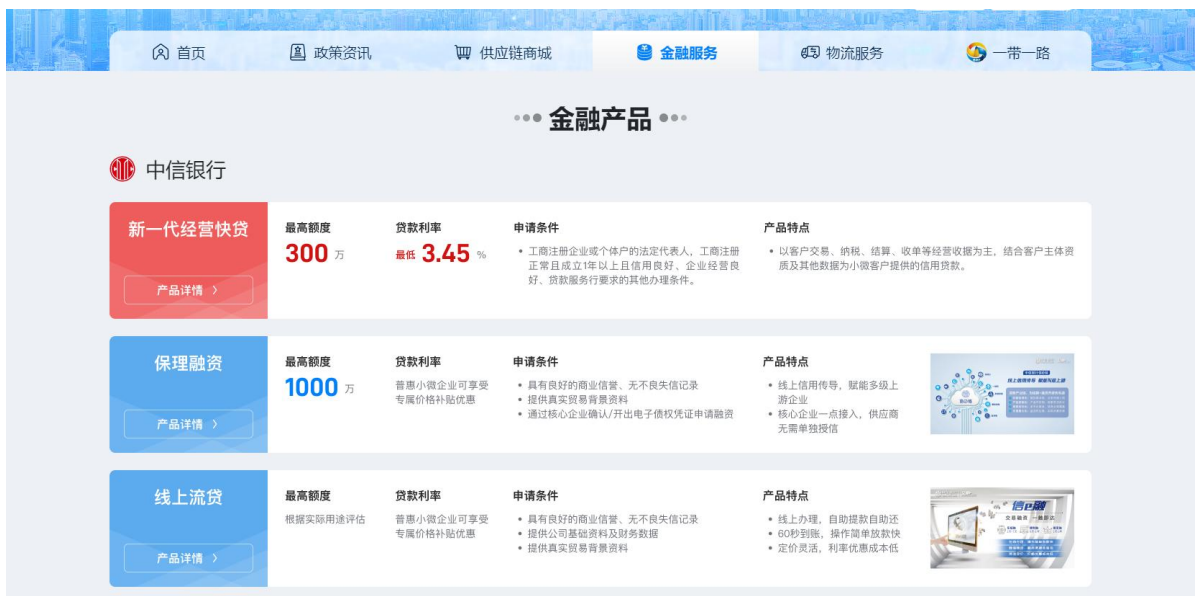 首页
政策资讯
供应链商城
金融服务
物流服务
一带一路
金融产品
中信银行
新一代经营快贷
产品详情
最高额度
300 万
贷款利率
最低 3.45 %
申请条件
• 工商注册企业或个体户的法定代表人，工商注册
正常且成立1年以上且信用良好、企业经营良
好、贷款服务行要求的其他办理条件。
产品特点
• 以客户交易、纳税、结算、收单等经营收据为主，结合客户主体资
质及其他数据为小微客户提供的信用贷款。
保理融资
产品详情
最高额度
1000 万
贷款利率
普惠小微企业可享受
专属价格补贴优惠
申请条件
• 具有良好的商业信誉、无不良失信记录
• 提供真实贸易背景资料
• 通过核心企业确认/开出电子债权凭证申请融资
产品特点
• 线上信用传导，赋能多级上
游企业
• 核心企业一点接入，供应商
无需单独授信
线上流贷
产品详情
最高额度
根据实际用途评估
贷款利率
普惠小微企业可享受
专属价格补贴优惠
申请条件
• 具有良好的商业信誉、无不良失信记录
• 提供公司基础资料及财务数据
• 提供真实贸易背景资料
产品特点
• 线上办理，自助提款自助还
• 60秒到账，操作简单放款快
• 定价灵活，利率优惠成本低
信e融